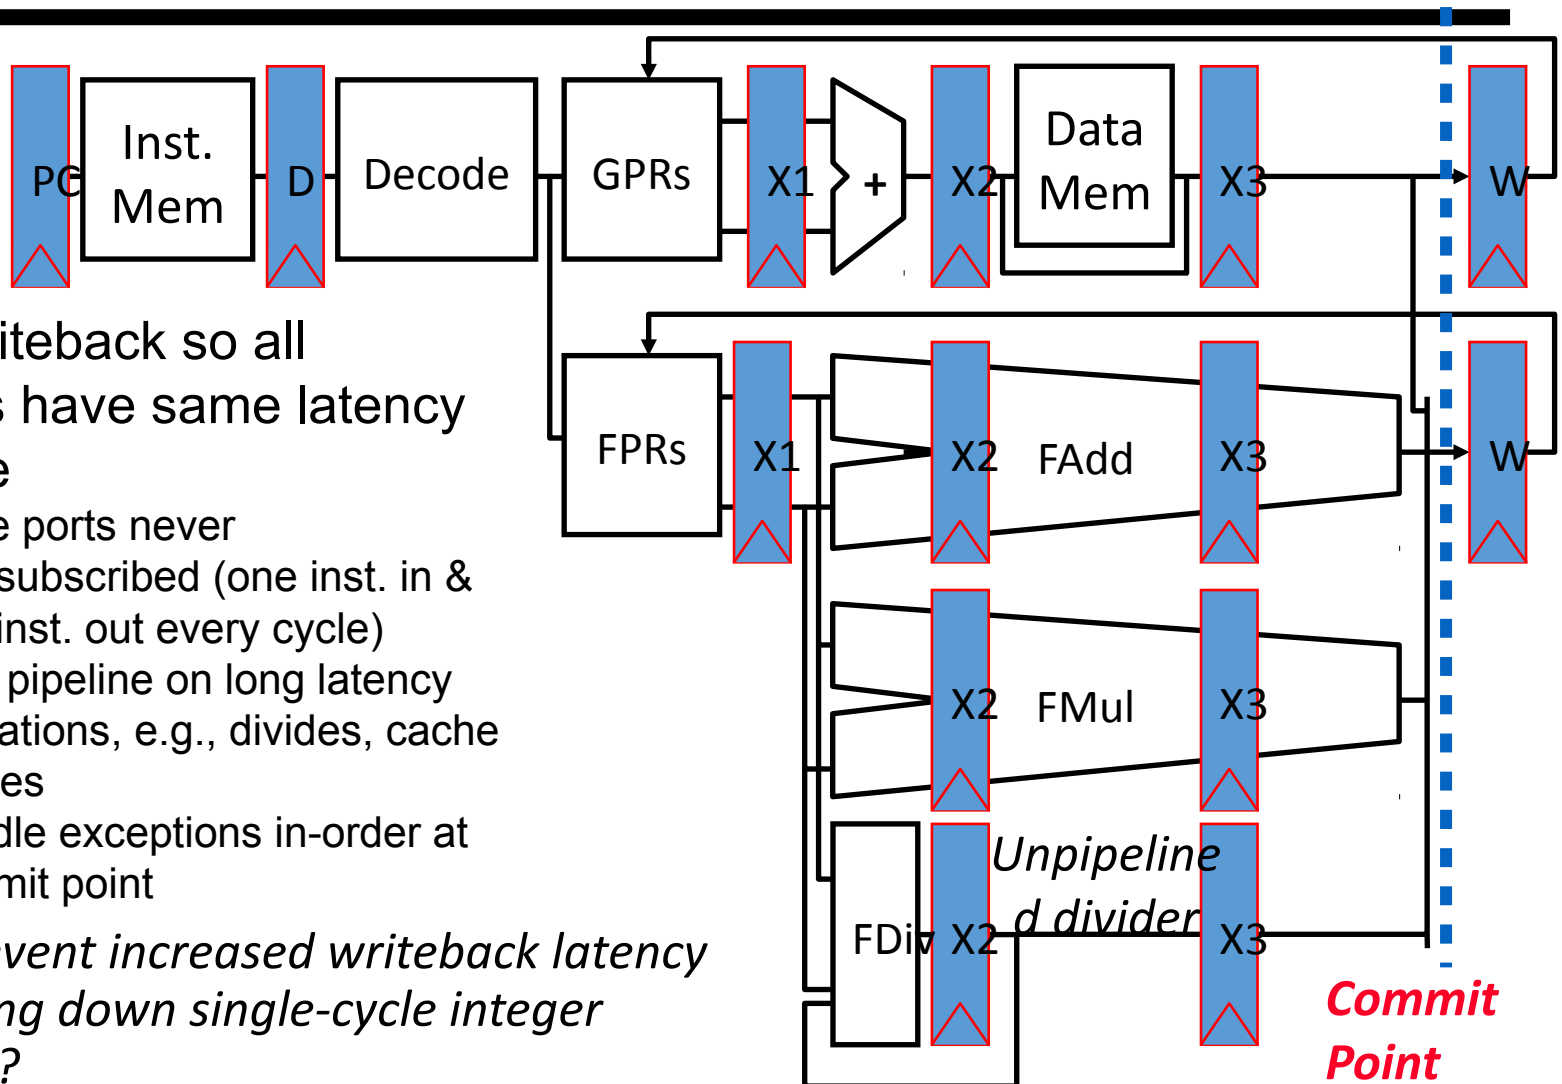 Inst.
Mem
PC
D
Decode
GPRs
X1
+
X2
Data
Mem
X3
W
iteback so all
s have same latency
e
FPRs
X1
X2
FAdd
X3
W
e ports never
subscribed (one inst. in &
inst. out every cycle)
pipeline on long latency
ations, e.g., divides, cache
es
dle exceptions in-order at
mit point
X2
FMul
X3
Unpipeline
d divider
FDiv
X2
X3
event increased writeback latency
ng down single-cycle integer
?
Commit
Point